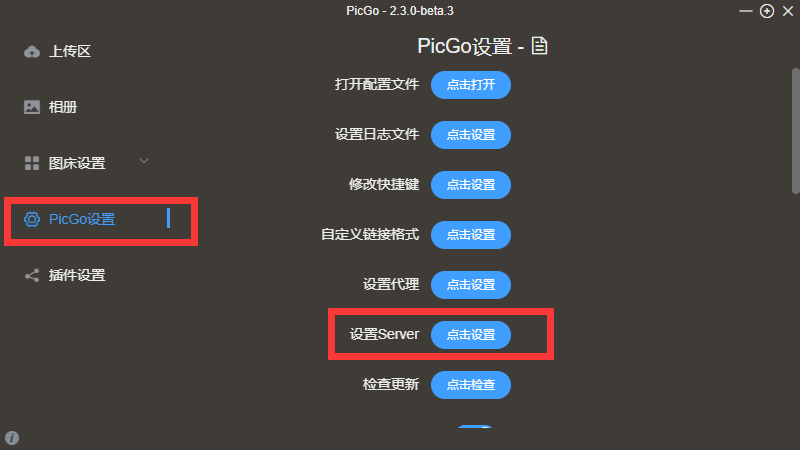 PicGo - 2.3.0-beta.3
上传区
相册
图床设置
PicGo设置
插件设置
PicGo设置 -
打开配置文件 点击打开
设置日志文件 点击设置
修改快捷键 点击设置
自定义链接格式 点击设置
设置代理 点击设置
设置Server 点击设置
检查更新 点击检查